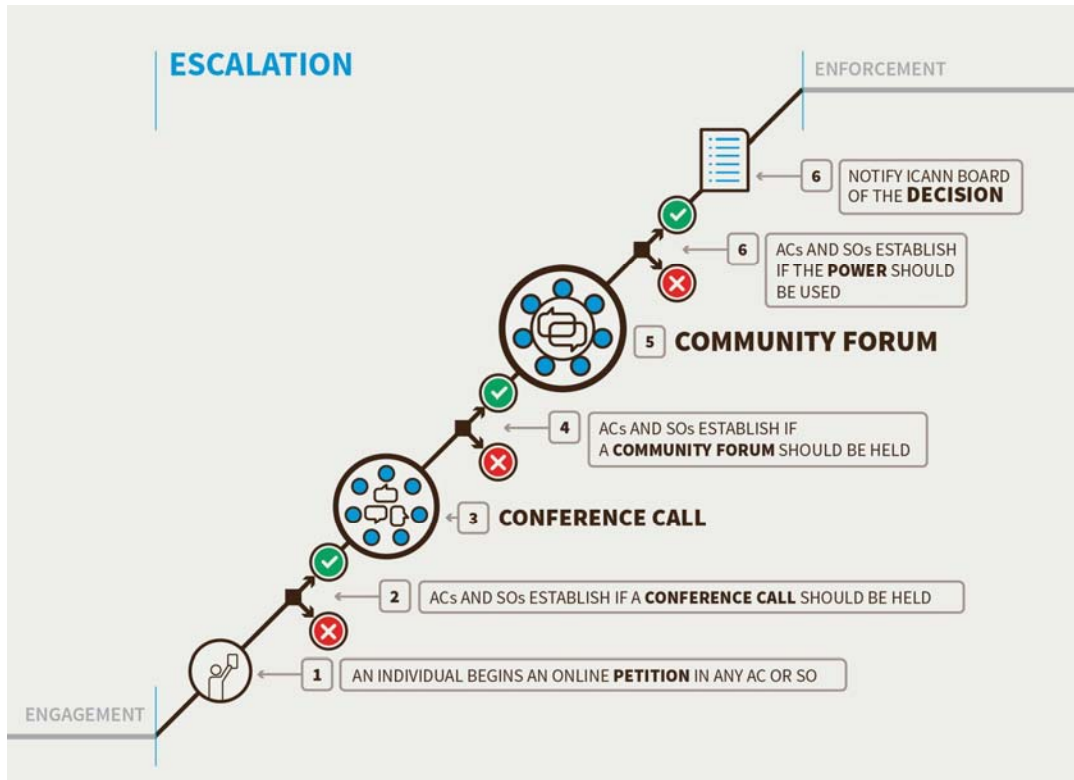 ESCALATION
ENFORCEMENT
6
NOTIFY ICANN BOARD
OF THE DECISION
6
ACs AND SOs ESTABLISH
IF THE POWER SHOULD
BE USED
5
COMMUNITY FORUM
4
ACs AND SOs ESTABLISH IF
A COMMUNITY FORUM SHOULD BE HELD
3
CONFERENCE CALL
2
ACs AND SOs ESTABLISH IF A CONFERENCE CALL SHOULD BE HELD
1
AN INDIVIDUAL BEGINS AN ONLINE PETITION IN ANY AC OR SO
ENGAGEMENT